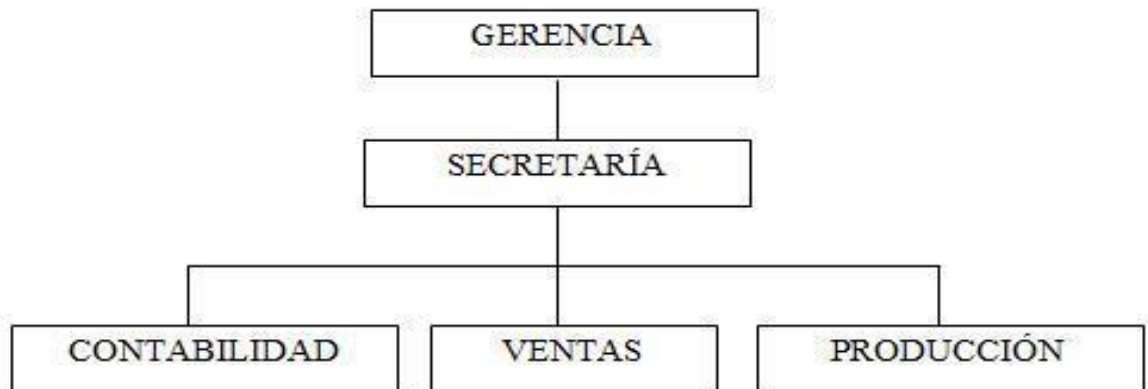 GERENCIA
SECRETARÍA
CONTABILIDAD
VENTAS
PRODUCCIÓN